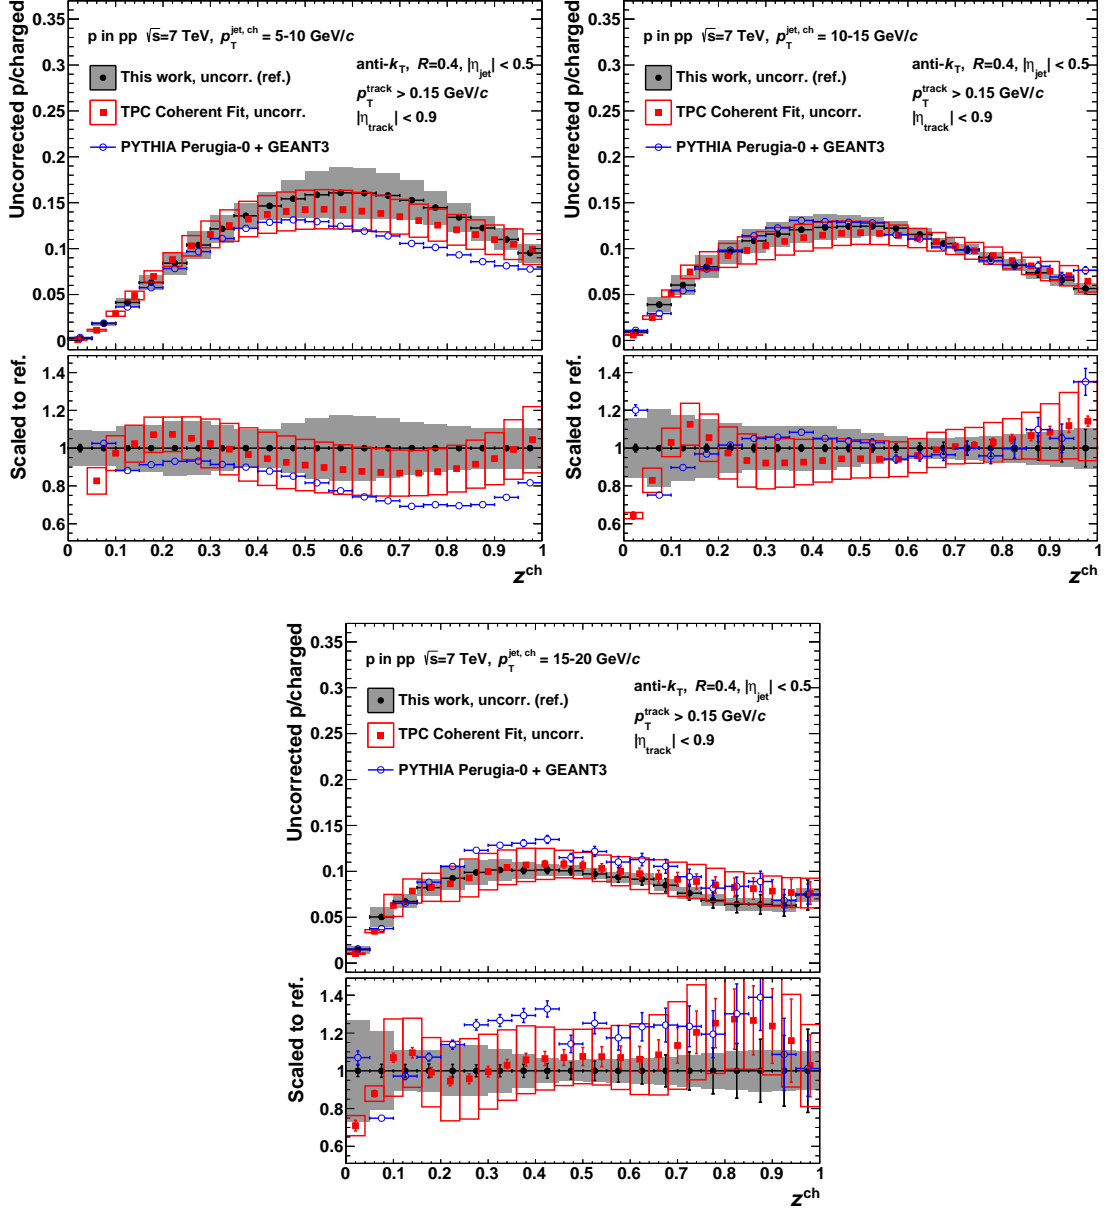 Uncorrected p/charged
0.35
0.3
0.25
0.2
0.15
0.1
0.05
0
p in pp √s=7 TeV, p_T^jet, ch = 5-10 GeV/c
anti-k_T, R=0.4, |η_jet| < 0.5
p_T^track > 0.15 GeV/c
|η_track| < 0.9
This work, uncorr. (ref.)
TPC Coherent Fit, uncorr.
PYTHIA Perugia-0 + GEANT3
Scaled to ref.
1.4
1.2
1
0.8
0.6
0 0.1 0.2 0.3 0.4 0.5 0.6 0.7 0.8 0.9 1
z^ch
Uncorrected p/charged
0.35
0.3
0.25
0.2
0.15
0.1
0.05
0
p in pp √s=7 TeV, p_T^jet, ch = 10-15 GeV/c
anti-k_T, R=0.4, |η_jet| < 0.5
p_T^track > 0.15 GeV/c
|η_track| < 0.9
This work, uncorr. (ref.)
TPC Coherent Fit, uncorr.
PYTHIA Perugia-0 + GEANT3
Scaled to ref.
1.4
1.2
1
0.8
0.6
0 0.1 0.2 0.3 0.4 0.5 0.6 0.7 0.8 0.9 1
z^ch
Uncorrected p/charged
0.35
0.3
0.25
0.2
0.15
0.1
0.05
0
p in pp √s=7 TeV, p_T^jet, ch = 15-20 GeV/c
anti-k_T, R=0.4, |η_jet| < 0.5
p_T^track > 0.15 GeV/c
|η_track| < 0.9
This work, uncorr. (ref.)
TPC Coherent Fit, uncorr.
PYTHIA Perugia-0 + GEANT3
Scaled to ref.
1.4
1.2
1
0.8
0.6
0 0.1 0.2 0.3 0.4 0.5 0.6 0.7 0.8 0.9 1
z^ch